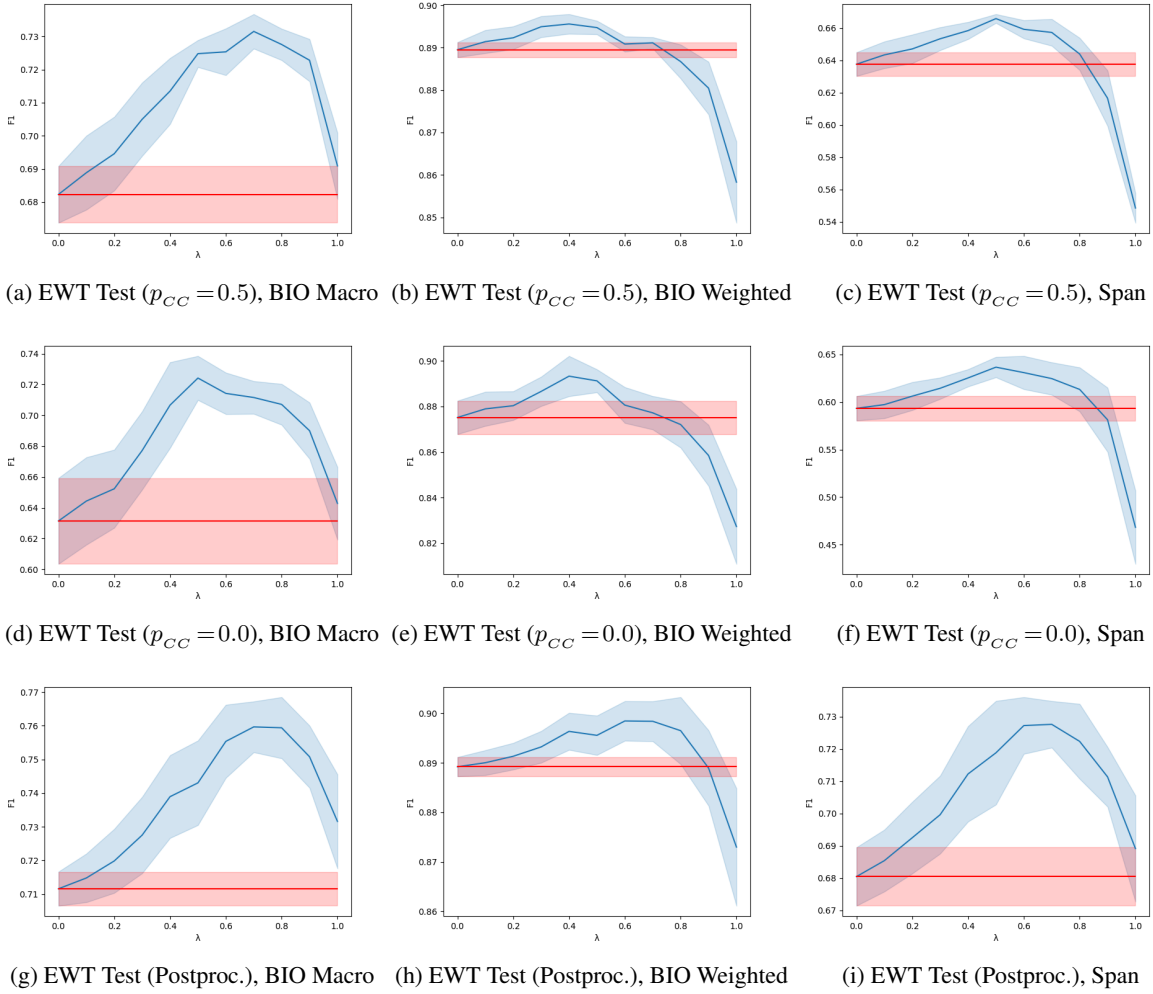 0.73
0.72
0.71
0.70
0.69
0.68
F1
0.0 0.2 0.4 0.6 0.8 1.0
λ
(a) EWT Test (p_CC = 0.5), BIO Macro
0.90
0.89
0.88
0.87
0.86
0.85
F1
0.0 0.2 0.4 0.6 0.8 1.0
λ
(b) EWT Test (p_CC = 0.5), BIO Weighted
0.66
0.64
0.62
0.60
0.58
0.56
0.54
F1
0.0 0.2 0.4 0.6 0.8 1.0
λ
(c) EWT Test (p_CC = 0.5), Span
0.74
0.72
0.70
0.68
0.66
0.64
0.62
0.60
F1
0.0 0.2 0.4 0.6 0.8 1.0
λ
(d) EWT Test (p_CC = 0.0), BIO Macro
0.90
0.88
0.86
0.84
0.82
F1
0.0 0.2 0.4 0.6 0.8 1.0
λ
(e) EWT Test (p_CC = 0.0), BIO Weighted
0.65
0.60
0.55
0.50
0.45
F1
0.0 0.2 0.4 0.6 0.8 1.0
λ
(f) EWT Test (p_CC = 0.0), Span
0.77
0.76
0.75
0.74
0.73
0.72
0.71
F1
0.0 0.2 0.4 0.6 0.8 1.0
λ
(g) EWT Test (Postproc.), BIO Macro
0.90
0.89
0.88
0.87
0.86
F1
0.0 0.2 0.4 0.6 0.8 1.0
λ
(h) EWT Test (Postproc.), BIO Weighted
0.73
0.72
0.71
0.70
0.69
0.68
0.67
F1
0.0 0.2 0.4 0.6 0.8 1.0
λ
(i) EWT Test (Postproc.), Span